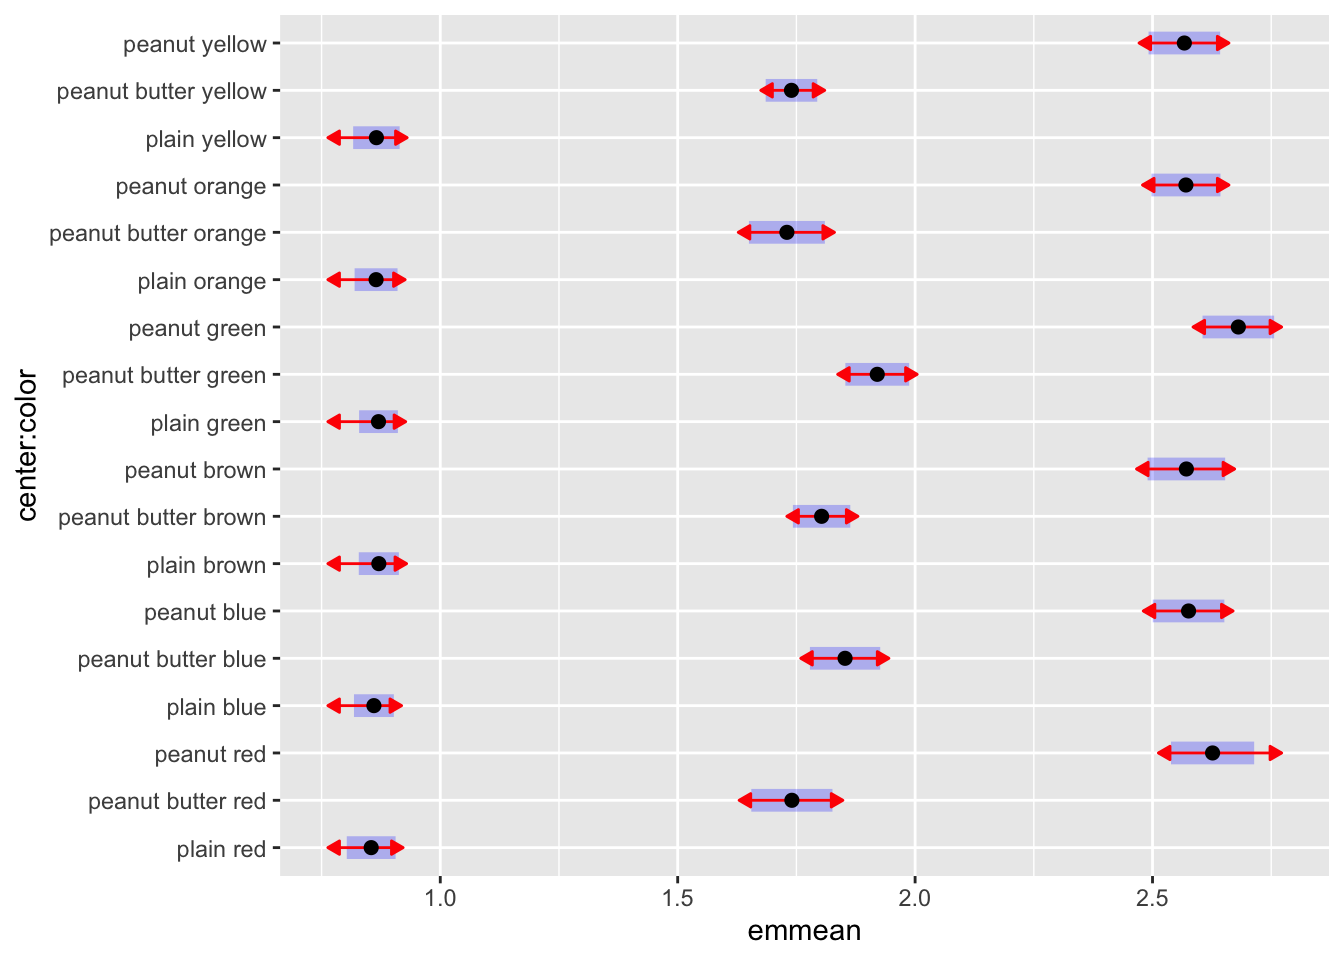 peanut yellow
peanut butter yellow
plain yellow
peanut orange
peanut butter orange
plain orange
peanut green
peanut butter green
plain green
peanut brown
peanut butter brown
plain brown
peanut blue
peanut butter blue
plain blue
peanut red
peanut butter red
plain red
center:color
1.0 1.5 2.0 2.5
emmean